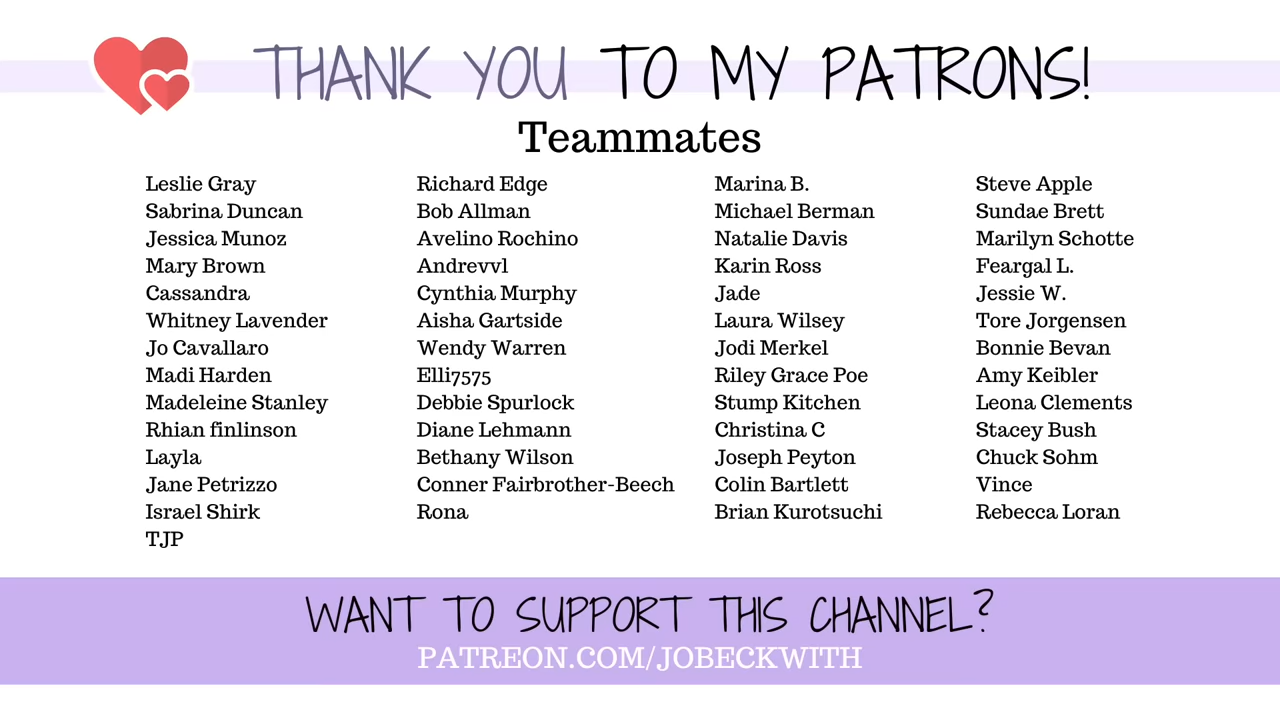 THANK YOU TO MY PATRONS!
Teammates
Leslie Gray
Sabrina Duncan
Jessica Munoz
Mary Brown
Cassandra
Whitney Lavender
Jo Cavallaro
Madi Harden
Madeleine Stanley
Rhian finlinson
Layla
Jane Petrizzo
Israel Shirk
TJP
Richard Edge
Bob Allman
Avelino Rochino
Andrevvl
Cynthia Murphy
Aisha Gartside
Wendy Warren
Elli7575
Debbie Spurlock
Diane Lehmann
Bethany Wilson
Conner Fairbrother-Beech
Rona
Marina B.
Michael Berman
Natalie Davis
Karin Ross
Jade
Laura Wilsey
Jodi Merkel
Riley Grace Poe
Stump Kitchen
Christina C
Joseph Peyton
Colin Bartlett
Brian Kurotsuchi
Steve Apple
Sundae Brett
Marilyn Schotte
Feargal L.
Jessie W.
Tore Jorgensen
Bonnie Bevan
Amy Keibler
Leona Clements
Stacey Bush
Chuck Sohm
Vince
Rebecca Loran
WANT TO SUPPORT THIS CHANNEL?
PATREON.COM/JOBECKWITH